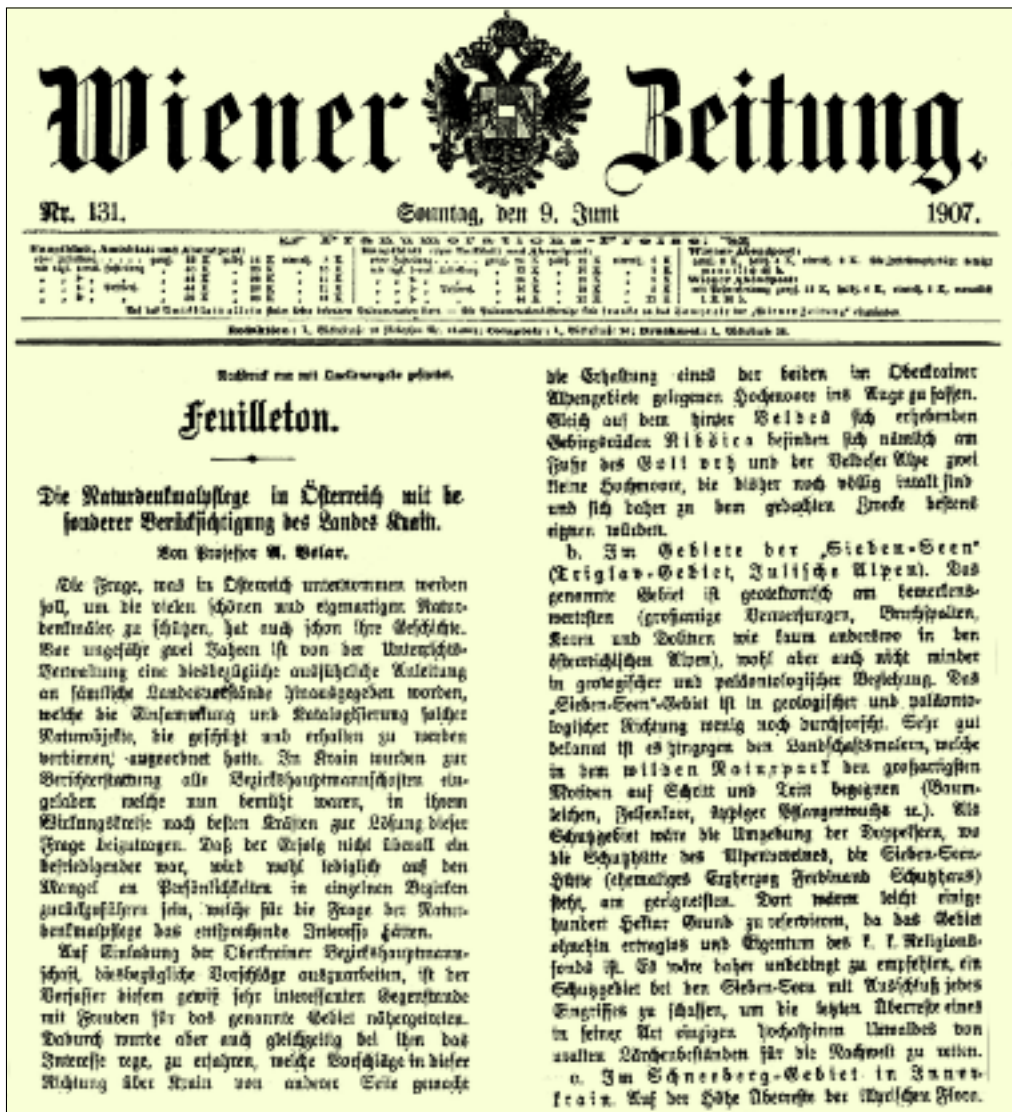 Wiener Zeitung.
Nr. 131. Sonntag, den 9. Juni 1907.
Nachdruck nur mit Quellenangabe gestattet.
Feuilleton.
Die Naturdenkmalpflege in Österreich mit be-
sonderer Berücksichtigung des Landes Krain.
Von Professor A. Belar.
Die Frage, was in Österreich unternommen werden
soll, um die vielen schönen und eigenartigen Natur-
denkmäler zu schützen, hat auch schon ihre Geschichte.
Vor ungefähr zwei Jahren ist von der Unterrichts-
Verwaltung eine diesbezügliche ausführliche Anleitung
an sämtliche Landesvorstände hinausgegeben worden,
welche die Einsammlung und Katalogisierung solcher
Naturobjekte, die geschützt und erhalten zu werden
verdienen, angeordnet hatte. In Krain wurden zur
Berichterstattung alle Bezirkshauptmannschaften ein-
geladen welche nun bemüht waren, in ihrem
Wirkungskreise nach besten Kräften zur Lösung dieser
Frage beizutragen. Daß der Erfolg nicht überall ein
befriedigender war, wird wohl lediglich auf den
Mangel an Persönlichkeiten in einzelnen Bezirken
zurückzuführen sein, welche für die Frage der Natur-
denkmalpflege das entsprechende Interesse hätten.
Auf Einladung der Oberkrainer Bezirkshauptmann-
schaft, diesbezügliche Vorschläge auszuarbeiten, ist der
Verfasser diesem gewiß sehr interessanten Gegenstande
mit Freuden für das genannte Gebiet nähergetreten.
Dadurch wurde aber auch gleichzeitig bei ihm das
Interesse rege, zu erfahren, welche Vorschläge in dieser
Richtung über Krain von anderer Seite gemacht
die Erhaltung eines der beiden im Oberkrainer
Alpengebiete gelegenen Hochmoore ins Auge zu fassen.
Gleich auf dem hinter Veldes sich erhebenden
Gebirgsrücken Ribšica befinden sich nämlich am
Fuße des und der Veldeser Alpe zwei
kleine Hochmoore, die bisher noch völlig intakt sind
und sich daher zu dem gedachten Zwecke bestens
eignen würden.
b. Im Gebiete der „Sieben-Seen“
(Triglav-Gebiet, Julische Alpen). Das
genannte Gebiet ist geotektonisch am bemerkens-
wertesten (großartige Verwerfungen, Bruchspalten,
Karen und Dolinen wie kaum anderswo in den
österreichischen Alpen), wohl aber auch nicht minder
in geologischer und paläontologischer Beziehung. Das
„Sieben-Seen“-Gebiet ist in geologischer und paläonto-
logischer Richtung wenig noch durchforscht. Sehr gut
bekannt ist es hingegen den Landschaftsmalern, welche
in dem wilden Naturpark den großartigsten
Motiven auf Schritt und Tritt begegnen (Baum-
leichen, Felsentore, üppiger Pflanzenwuchs rc.). Als
Schutzgebiet wäre die Umgebung der Doppelseen, wo
die Schutzhütte des Alpenvereines, die Sieben-Seen-
Hütte (ehemaliges Erzherzog Ferdinand Schutzhaus)
steht, am geeignetsten. Dort wären leicht einige
hundert Hektar Grund zu reservieren, da das Gebiet
ohnehin ertraglos und Eigentum des k. k. Religions-
fonds ist. Es wäre daher unbedingt zu empfehlen, ein
Schutzgebiet bei den Sieben-Seen mit Ausschluß jedes
Eingriffes zu schaffen, um die letzten Überreste eines
in seiner Art einzigen hochalpinen Urwaldes von
uralten Lärchenbeständen für die Nachwelt zu retten.
c. Im Schneeberg-Gebiet in Inner-
krain. Auf der Höhe Überreste der illyrischen Flora.